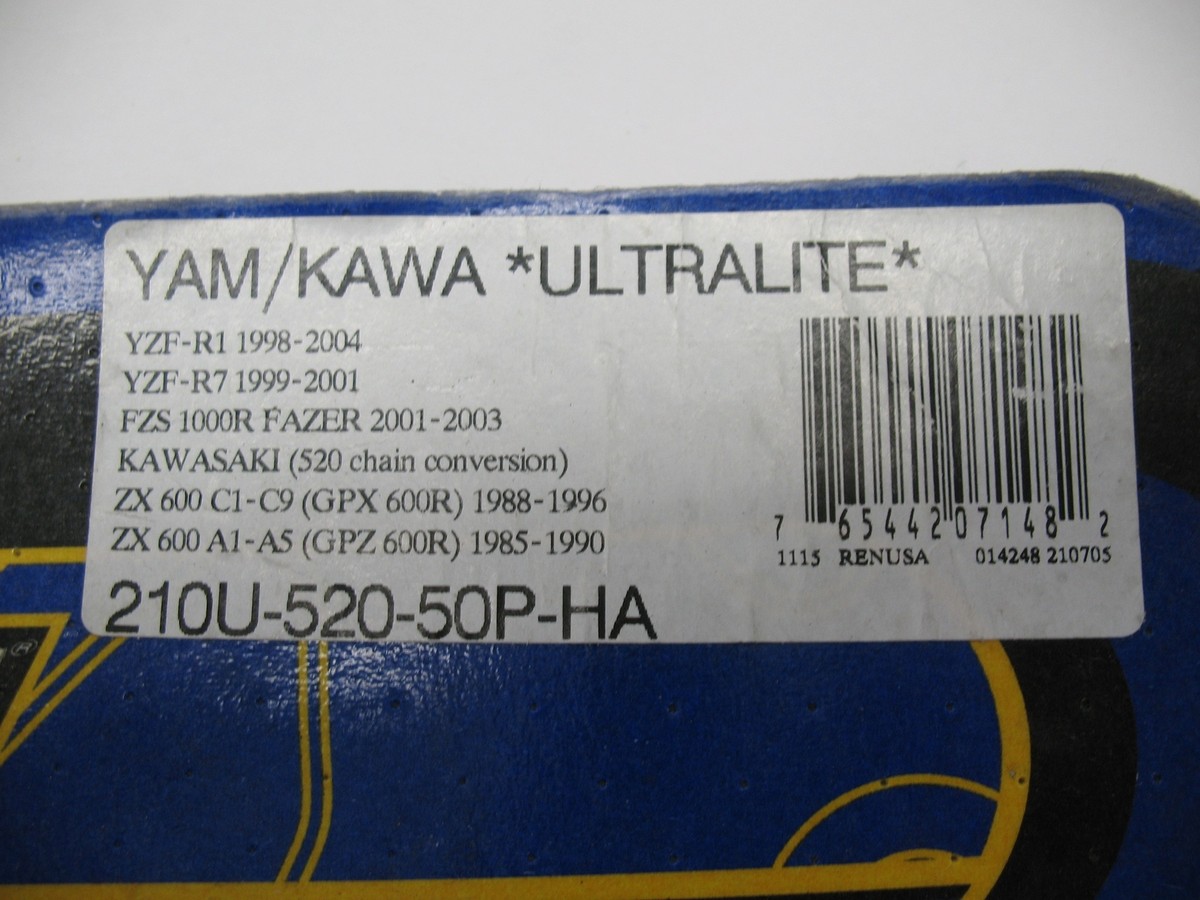 YAM/KAWA *ULTRALITE*
YZF-R1 1998-2004
YZF-R7 1999-2001
FZS 1000R FAZER 2001-2003
KAWASAKI (520 chain conversion)
ZX 600 C1-C9 (GPX 600R) 1988-1996
ZX 600 A1-A5 (GPZ 600R) 1985-1990
210U-520-50P-HA
7 65442 07148 2
1115 RENUSA 014248 210705
®